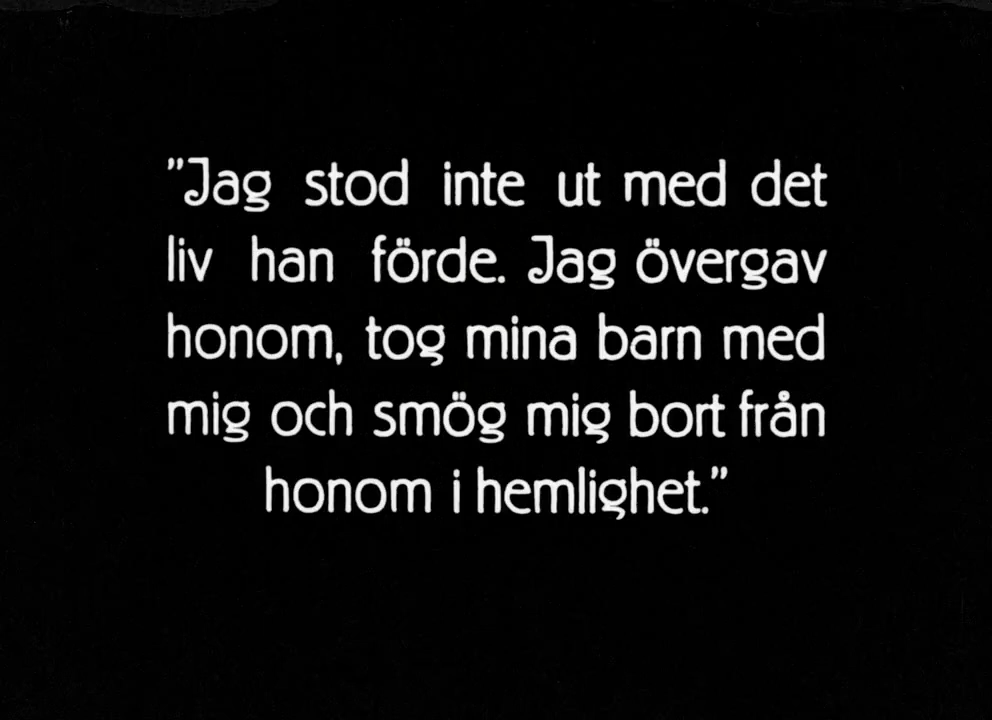 ”Jag stod inte ut med det
liv han förde. Jag övergav
honom, tog mina barn med
mig och smög mig bort från
honom i hemlighet.”